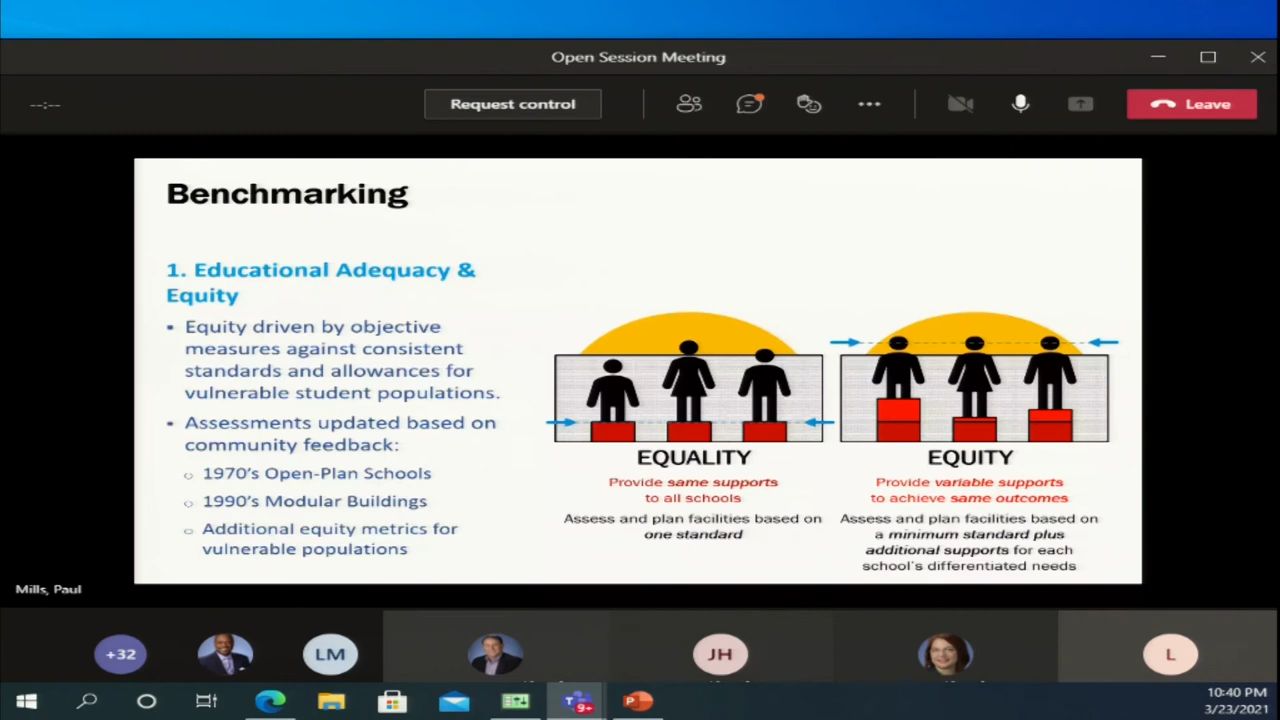 Open Session Meeting
--:--
Request control
Leave
Benchmarking
1. Educational Adequacy &
Equity
• Equity driven by objective
measures against consistent
standards and allowances for
vulnerable student populations.
• Assessments updated based on
community feedback:
○ 1970's Open-Plan Schools
○ 1990's Modular Buildings
○ Additional equity metrics for
vulnerable populations
EQUALITY
Provide same supports
to all schools
Assess and plan facilities based on
one standard
EQUITY
Provide variable supports
to achieve same outcomes
Assess and plan facilities based on
a minimum standard plus
additional supports for each
school's differentiated needs
Mills, Paul
+32
LM
JH
L
T
9+
P
10:40 PM
3/23/2021